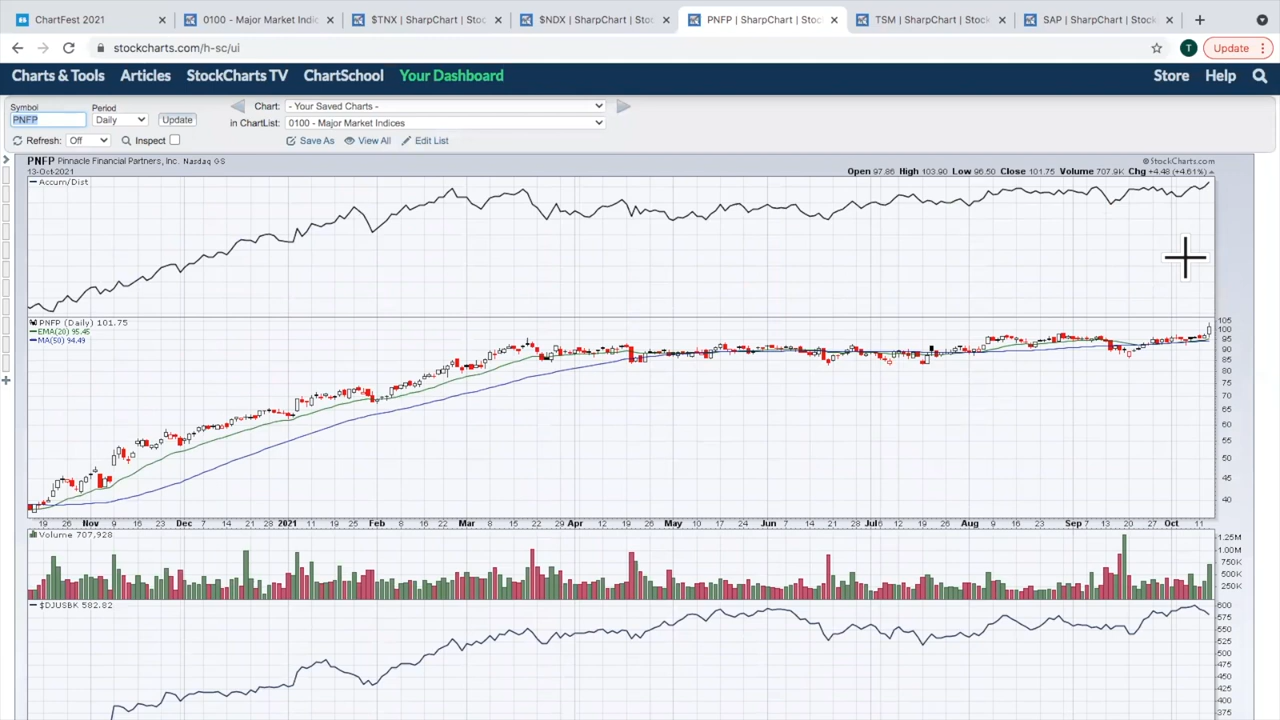 ChartFest 2021
0100 - Major Market Indic
$TNX | SharpChart | StockC
$NDX | SharpChart | StockC
PNFP | SharpChart | StockC
TSM | SharpChart | StockC
SAP | SharpChart | StockC
stockcharts.com/h-sc/ui
T
Update
Charts & Tools Articles StockCharts TV ChartSchool Your Dashboard Store Help
Symbol
PNFP
Period
Daily
Update
Chart: - Your Saved Charts -
in ChartList: 0100 - Major Market Indices
Refresh: Off Inspect
Save As View All Edit List
PNFP Pinnacle Financial Partners, Inc. Nasdaq GS
© StockCharts.com
13-Oct-2021
Open 97.86 High 103.90 Low 96.50 Close 101.75 Volume 707.9K Chg +4.48 (+4.61%)
Accum/Dist
PNFP (Daily) 101.75
EMA(20) 95.45
MA(50) 94.49
105
100
95
90
85
80
75
70
65
60
55
50
45
40
19 26 Nov 9 16 23 Dec 7 14 21 28 2021 11 19 25 Feb 8 16 22 Mar 8 15 22 29 Apr 12 19 26 May 10 17 24 Jun 7 14 21 28 Jul 6 12 19 26 Aug 9 16 23 Sep 7 13 20 27 Oct 11
Volume 707,928
1.25M
1.00M
750K
500K
250K
$DJUSBK 582.82
600
575
550
525
500
475
450
425
400
375